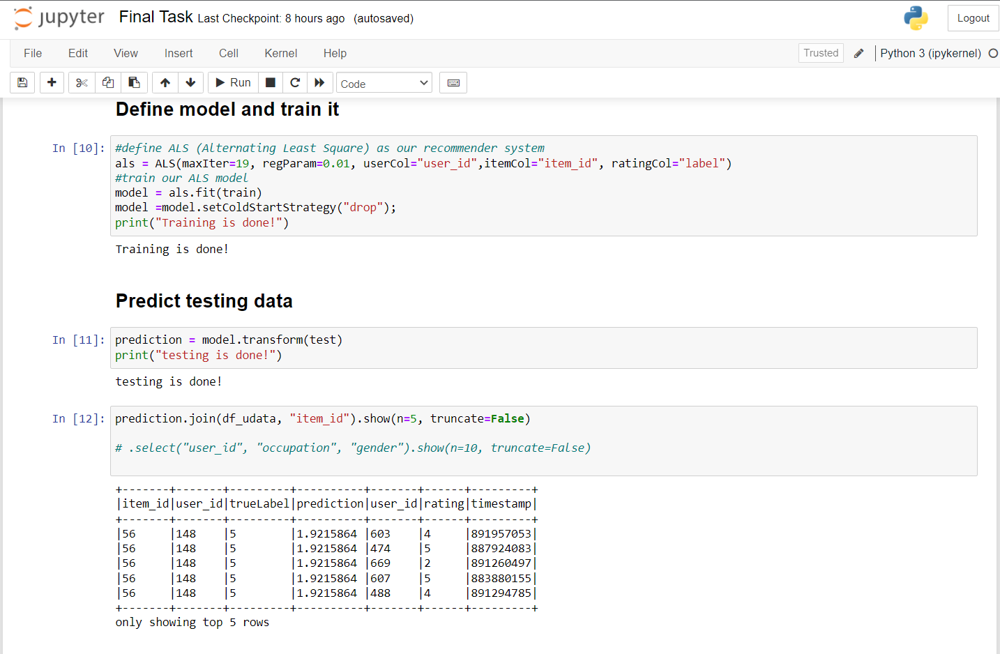 jupyter Final Task Last Checkpoint: 8 hours ago (autosaved) Logout
File Edit View Insert Cell Kernel Help Trusted Python 3 (ipykernel)
Run Code
Define model and train it
In [10]: #define ALS (Alternating Least Square) as our recommender system
als = ALS(maxIter=19, regParam=0.01, userCol="user_id",itemCol="item_id", ratingCol="label")
#train our ALS model
model = als.fit(train)
model =model.setColdStartStrategy("drop");
print("Training is done!")
Training is done!
Predict testing data
In [11]: prediction = model.transform(test)
print("testing is done!")
testing is done!
In [12]: prediction.join(df_udata, "item_id").show(n=5, truncate=False)
# .select("user_id", "occupation", "gender").show(n=10, truncate=False)
+-------+-------+---------+----------+-------+------+---------+
|item_id|user_id|trueLabel|prediction|user_id|rating|timestamp|
+-------+-------+---------+----------+-------+------+---------+
|56     |148    |5        |1.9215864 |603    |4     |891957053|
|56     |148    |5        |1.9215864 |474    |5     |887924083|
|56     |148    |5        |1.9215864 |669    |2     |891260497|
|56     |148    |5        |1.9215864 |607    |5     |883880155|
|56     |148    |5        |1.9215864 |488    |4     |891294785|
+-------+-------+---------+----------+-------+------+---------+
only showing top 5 rows